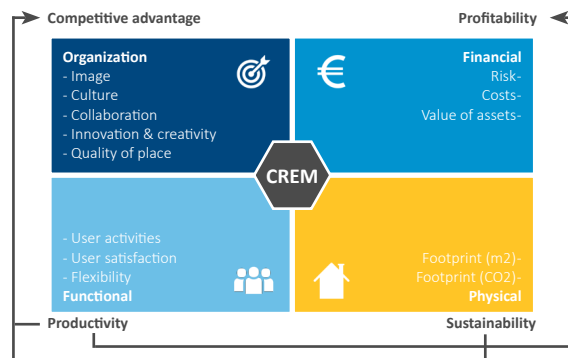 Competitive advantage
Profitability
Organization
- Image
- Culture
- Collaboration
- Innovation & creativity
- Quality of place
€
Financial
Risk-
Costs-
Value of assets-
CREM
- User activities
- User satisfaction
- Flexibility
Functional
Footprint (m2)-
Footprint (CO2)-
Physical
Productivity
Sustainability